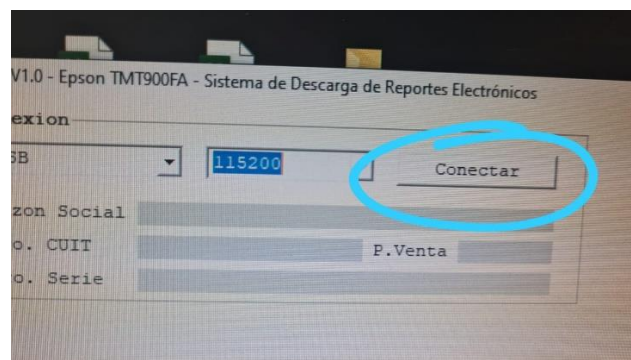 V1.0 - Epson TMT900FA - Sistema de Descarga de Reportes Electrónicos
exion
SB 115200 Conectar
zon Social
o. CUIT P.Venta
o. Serie